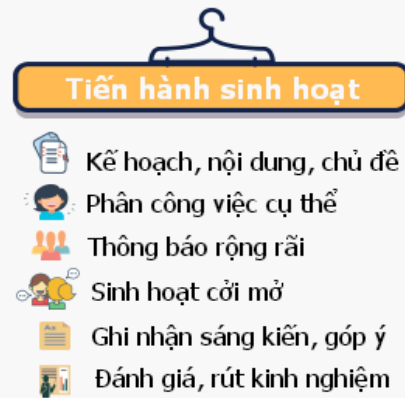 Tiến hành sinh hoạt
Kế hoạch, nội dung, chủ đề
Phân công việc cụ thể
Thông báo rộng rãi
Sinh hoạt cởi mở
Ghi nhận sáng kiến, góp ý
Đánh giá, rút kinh nghiệm